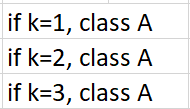 if k=1, class A
if k=2, class A
if k=3, class A